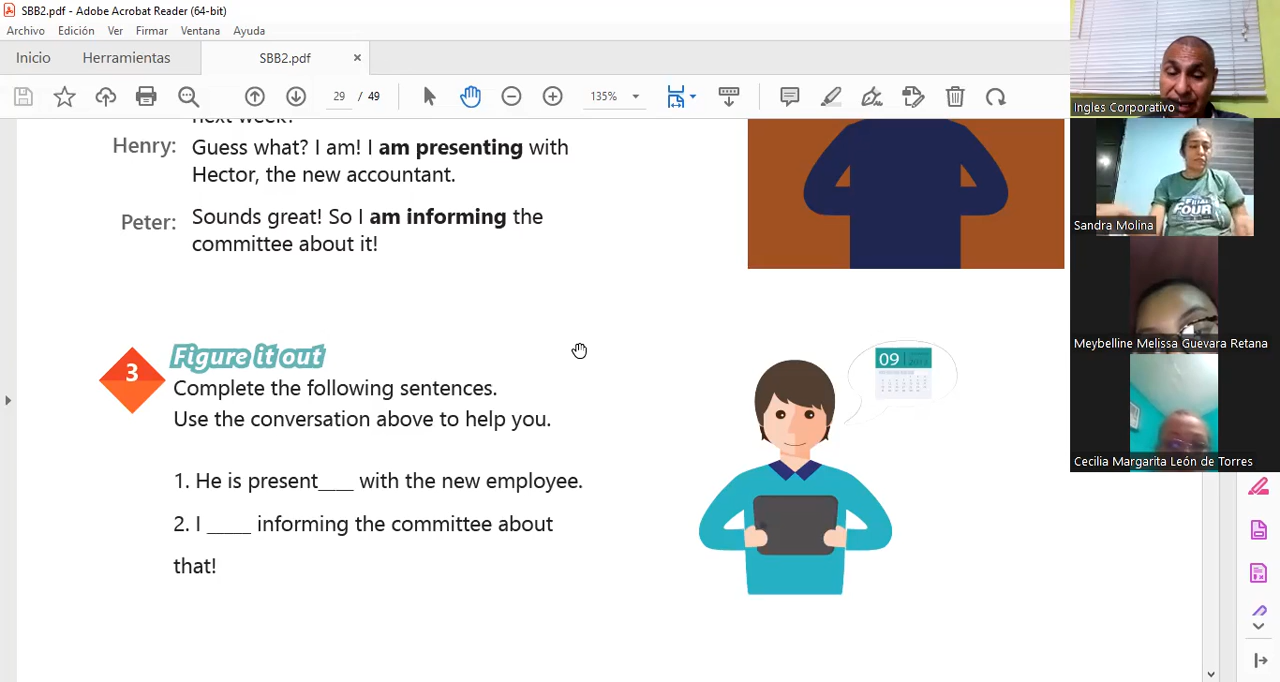 SBB2.pdf - Adobe Acrobat Reader (64-bit)
Archivo Edición Ver Firmar Ventana Ayuda
Inicio Herramientas SBB2.pdf ×
29 / 49 135%
next week?
Henry: Guess what? I am! I am presenting with
Hector, the new accountant.
Peter: Sounds great! So I am informing the
committee about it!
3 Figure it out
Complete the following sentences.
Use the conversation above to help you.
1. He is present____ with the new employee.
2. I _____ informing the committee about
that!
09
Ingles Corporativo
Sandra Molina
Meybelline Melissa Guevara Retana
Cecilia Margarita León de Torres